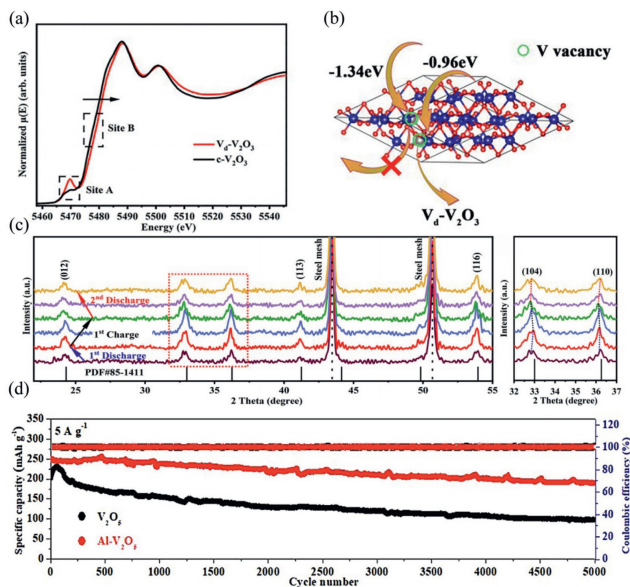 (a)
Normalized μ(E) (arb. units)
Site B
Site A
V_d-V₂O₃
c-V₂O₃
5460 5470 5480 5490 5500 5510 5520 5530 5540
Energy (eV)
(b)
V vacancy
-1.34eV
-0.96eV
V_d-V₂O₃
(c)
Intensity (a.u.)
(012)
(113)
Steel mesh
Steel mesh
(116)
2nd Discharge
1st Charge
1st Discharge
PDF#85-1411
25 30 35 40 45 50 55
2 Theta (degree)
Intensity (a.u.)
(104)
(110)
32 33 34 35 36 37
2 Theta (degree)
(d)
Specific capacity (mAh g⁻¹)
350
300
250
200
150
100
50
0
5 A g⁻¹
V₂O₅
Al-V₂O₅
0 500 1000 1500 2000 2500 3000 3500 4000 4500 5000
Cycle number
120
100
80
60
40
20
0
Coulombic efficiency (%)